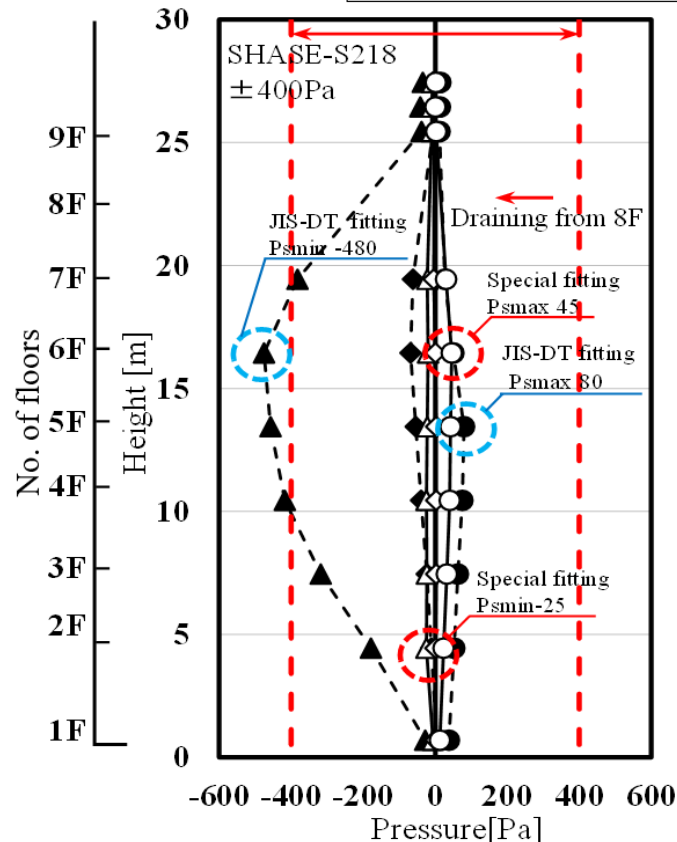 SHASE-S218
±400Pa
Draining from 8F
JIS-DT fitting
Psmin -480
Special fitting
Psmax 45
JIS-DT fitting
Psmax 80
Special fitting
Psmin-25
No. of floors
9F
8F
7F
6F
5F
4F
3F
2F
1F
Height [m]
30
25
20
15
10
5
0
-600 -400 -200 0 200 400 600
Pressure[Pa]